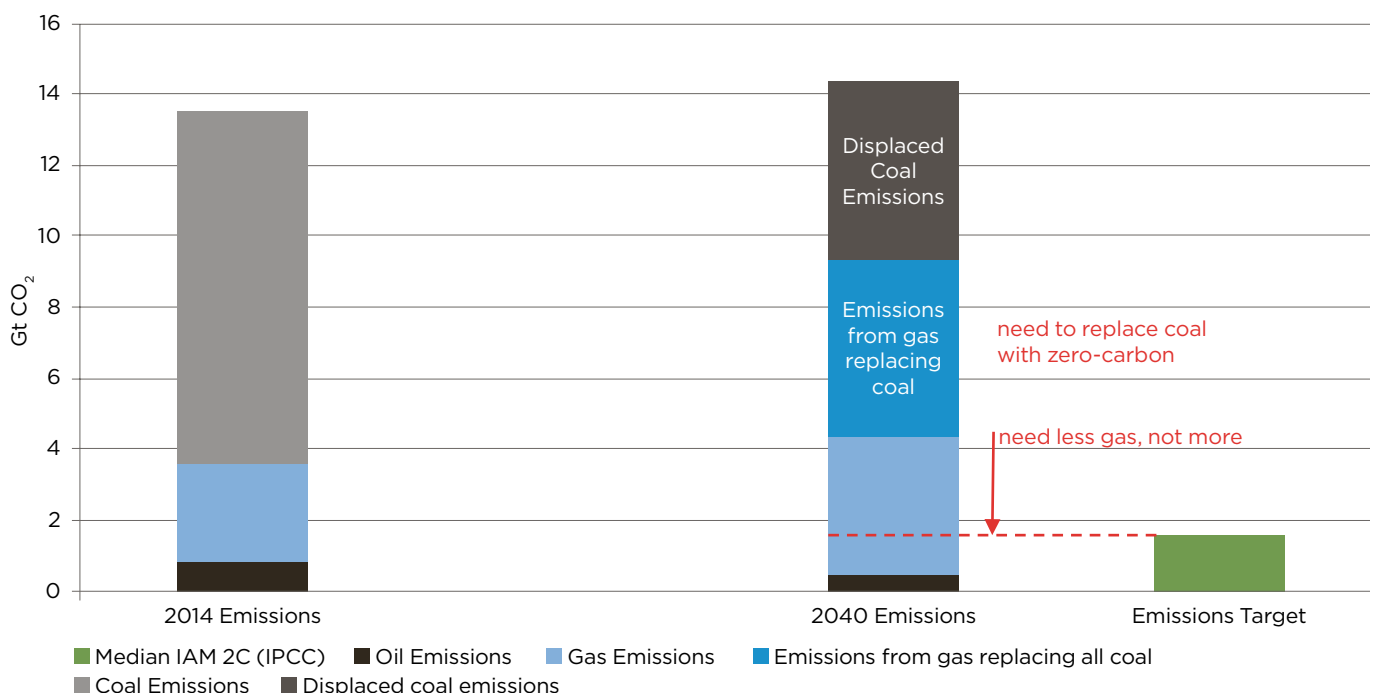 16
14
12
10
8
6
4
2
0
Gt CO₂
Displaced
Coal
Emissions
Emissions
from gas
replacing
coal
need to replace coal
with zero-carbon
need less gas, not more
2014 Emissions
2040 Emissions
Emissions Target
Median IAM 2C (IPCC)
Oil Emissions
Gas Emissions
Emissions from gas replacing all coal
Coal Emissions
Displaced coal emissions